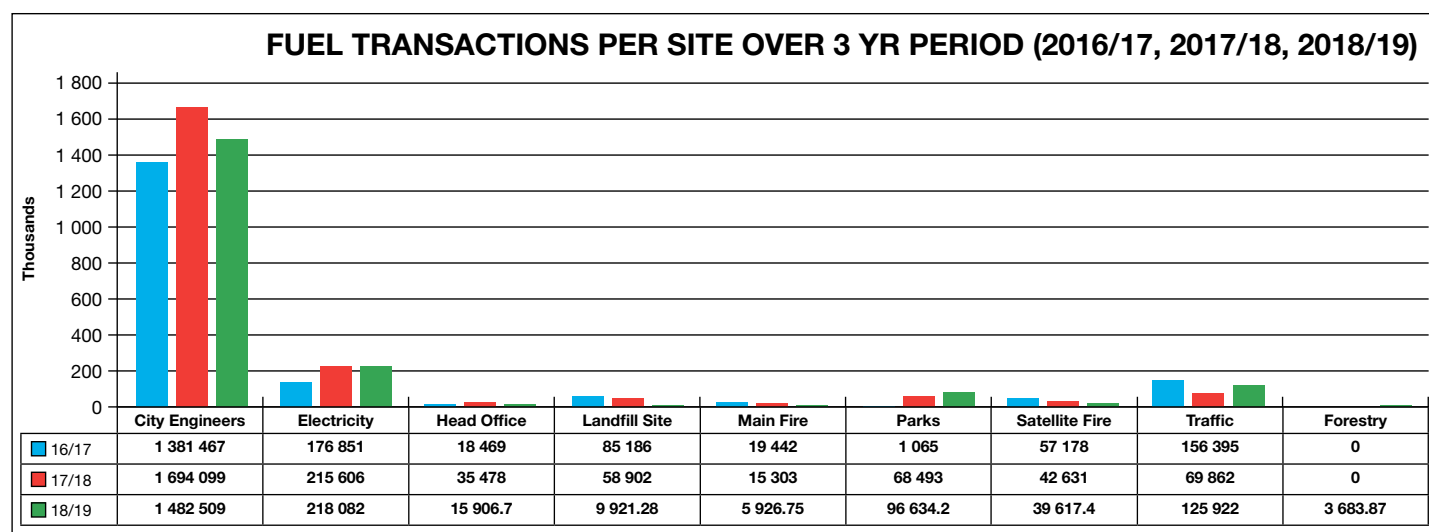 FUEL TRANSACTIONS PER SITE OVER 3 YR PERIOD (2016/17, 2017/18, 2018/19)
Thousands
1 800
1 600
1 400
1 200
1 000
800
600
400
200
0
City Engineers Electricity Head Office Landfill Site Main Fire Parks Satellite Fire Traffic Forestry
16/17 1 381 467 176 851 18 469 85 186 19 442 1 065 57 178 156 395 0
17/18 1 694 099 215 606 35 478 58 902 15 303 68 493 42 631 69 862 0
18/19 1 482 509 218 082 15 906.7 9 921.28 5 926.75 96 634.2 39 617.4 125 922 3 683.87